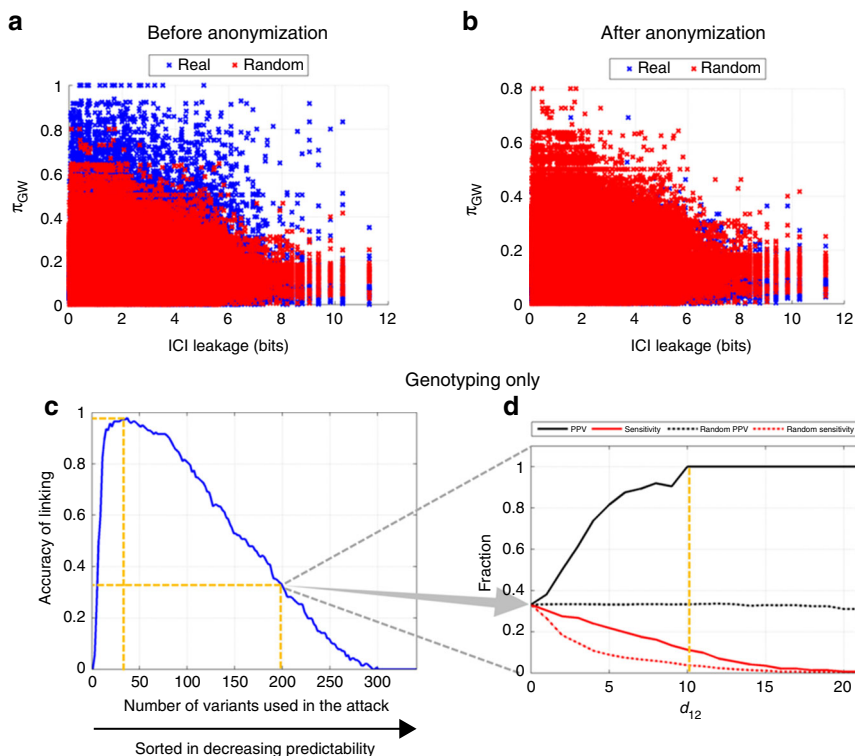 a
Before anonymization
Real Random
1
0.8
0.6
0.4
0.2
0
π_GW
0 2 4 6 8 10 12
ICI leakage (bits)
b
After anonymization
Real Random
0.8
0.6
0.4
0.2
0
π_GW
0 2 4 6 8 10 12
ICI leakage (bits)
Genotyping only
c
1
0.8
0.6
0.4
0.2
0
Accuracy of linking
0 50 100 150 200 250 300
Number of variants used in the attack
Sorted in decreasing predictability
d
PPV Sensitivity Random PPV Random sensitivity
1
0.8
0.6
0.4
0.2
0
Fraction
0 5 10 15 20
d_12